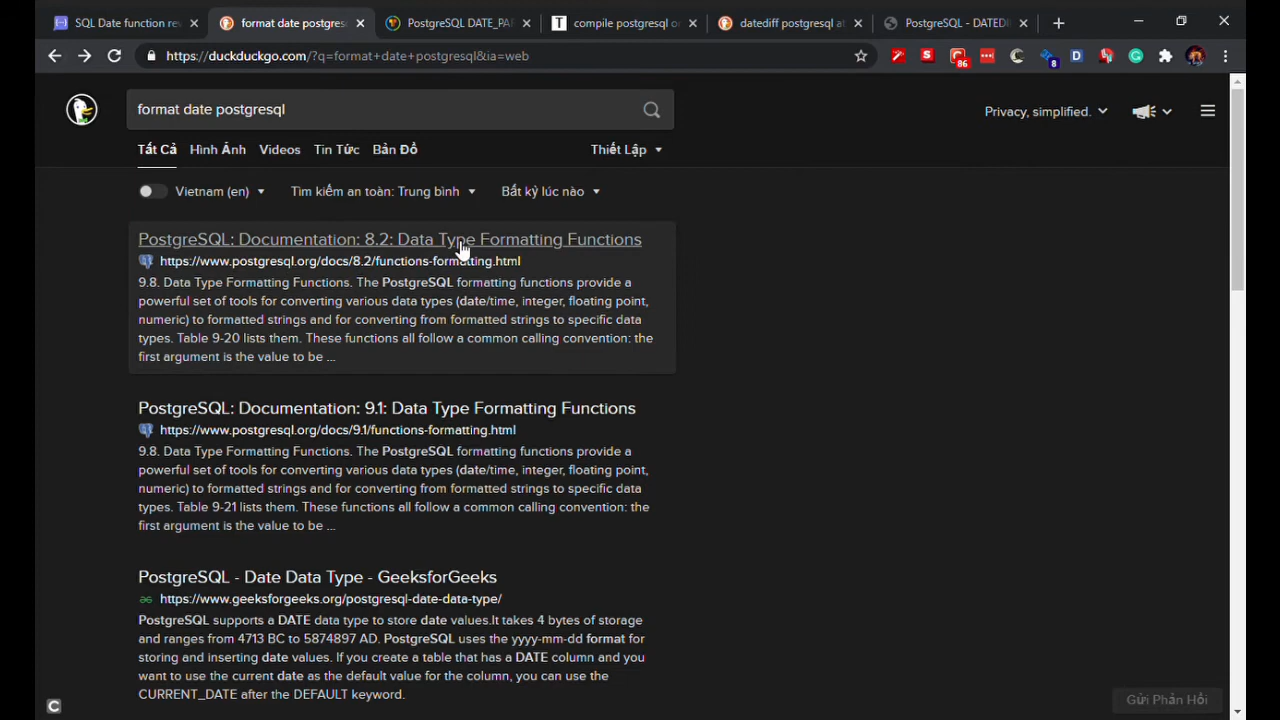 SQL Date function re
format date postgres
PostgreSQL DATE_PA
compile postgresql o
datediff postgresql a
PostgreSQL - DATEDI
https://duckduckgo.com/?q=format+date+postgresql&ia=web
86
8
format date postgresql
Privacy, simplified.
Tất Cả Hình Ảnh Videos Tin Tức Bản Đồ Thiết Lập
Vietnam (en) Tìm kiếm an toàn: Trung bình Bất kỳ lúc nào
PostgreSQL: Documentation: 8.2: Data Type Formatting Functions
https://www.postgresql.org/docs/8.2/functions-formatting.html
9.8. Data Type Formatting Functions. The PostgreSQL formatting functions provide a
powerful set of tools for converting various data types (date/time, integer, floating point,
numeric) to formatted strings and for converting from formatted strings to specific data
types. Table 9-20 lists them. These functions all follow a common calling convention: the
first argument is the value to be ...
PostgreSQL: Documentation: 9.1: Data Type Formatting Functions
https://www.postgresql.org/docs/9.1/functions-formatting.html
9.8. Data Type Formatting Functions. The PostgreSQL formatting functions provide a
powerful set of tools for converting various data types (date/time, integer, floating point,
numeric) to formatted strings and for converting from formatted strings to specific data
types. Table 9-21 lists them. These functions all follow a common calling convention: the
first argument is the value to be ...
PostgreSQL - Date Data Type - GeeksforGeeks
https://www.geeksforgeeks.org/postgresql-date-data-type/
PostgreSQL supports a DATE data type to store date values.It takes 4 bytes of storage
and ranges from 4713 BC to 5874897 AD. PostgreSQL uses the yyyy-mm-dd format for
storing and inserting date values. If you create a table that has a DATE column and you
want to use the current date as the default value for the column, you can use the
CURRENT_DATE after the DEFAULT keyword.
Gửi Phản Hồi